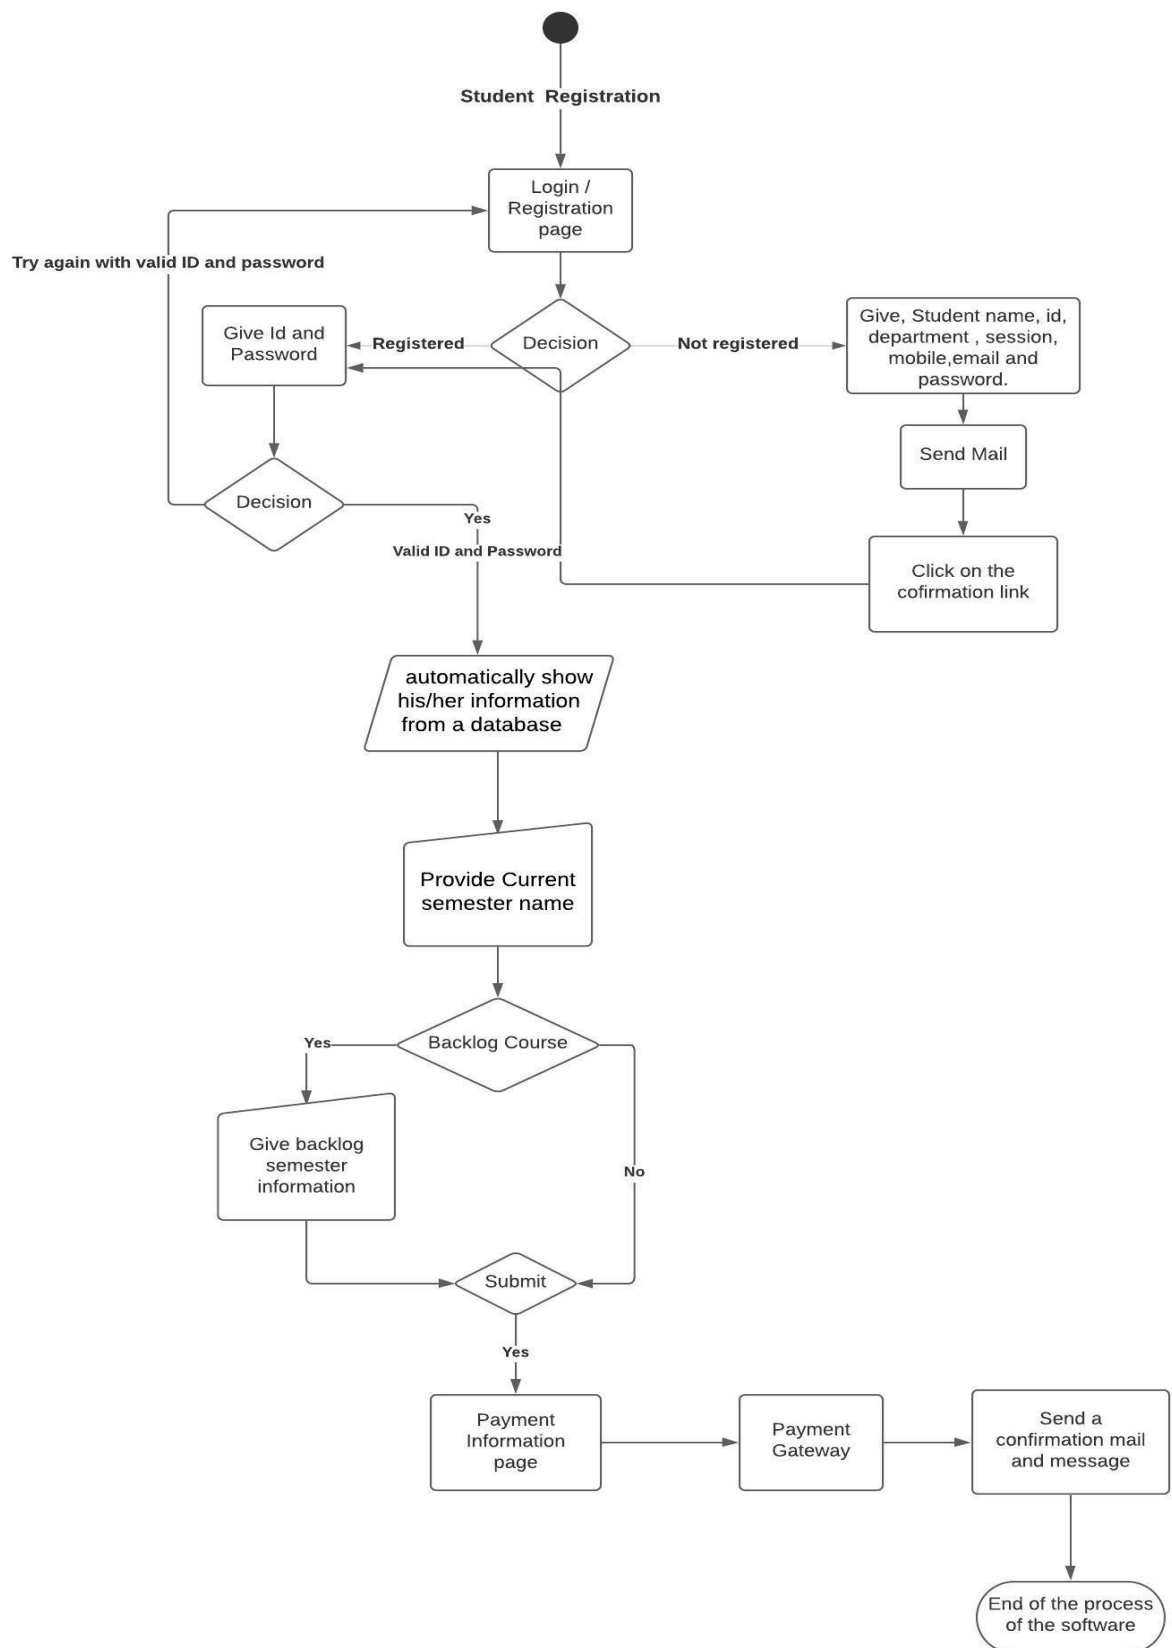 Student  Registration
Login /
Registration
page
Try again with valid ID and password
Give Id and
Password
Registered
Decision
Not registered
Give, Student name, id,
department , session,
mobile,email and
password.
Send Mail
Decision
Yes
Valid ID and Password
Click on the
cofirmation link
automatically show
his/her information
from a database
Provide Current
semester name
Backlog Course
Yes
Give backlog
semester
information
No
Submit
Yes
Payment
Information
page
Payment
Gateway
Send a
confirmation mail
and message
End of the process
of the software